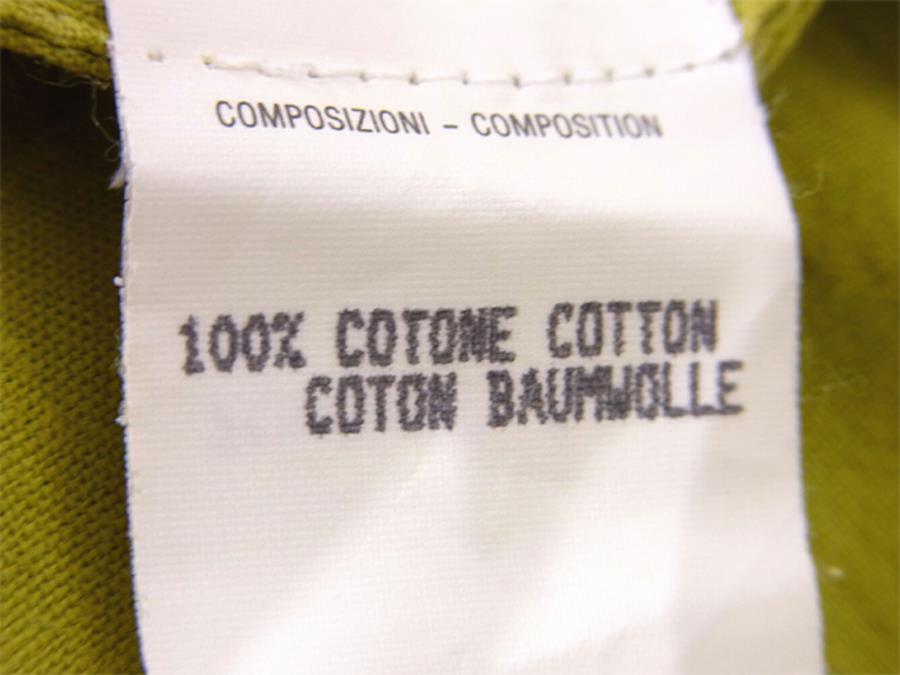 COMPOSIZIONI - COMPOSITION
100% COTONE COTTON
COTON BAUMWOLLE